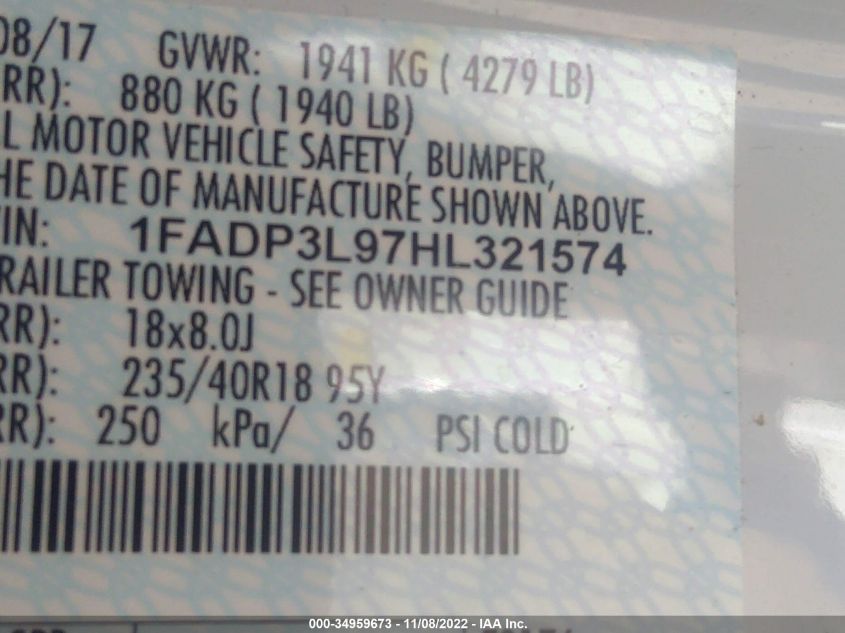 08/17 GVWR: 1941 KG ( 4279 LB)
RR): 880 KG ( 1940 LB)
L MOTOR VEHICLE SAFETY, BUMPER,
HE DATE OF MANUFACTURE SHOWN ABOVE.
IN: 1FADP3L97HL321574
RAILER TOWING - SEE OWNER GUIDE
RR): 18x8.0J
RR): 235/40R18 95Y
RR): 250 kPa/ 36 PSI COLD
000-34959673 - 11/08/2022 - IAA Inc.